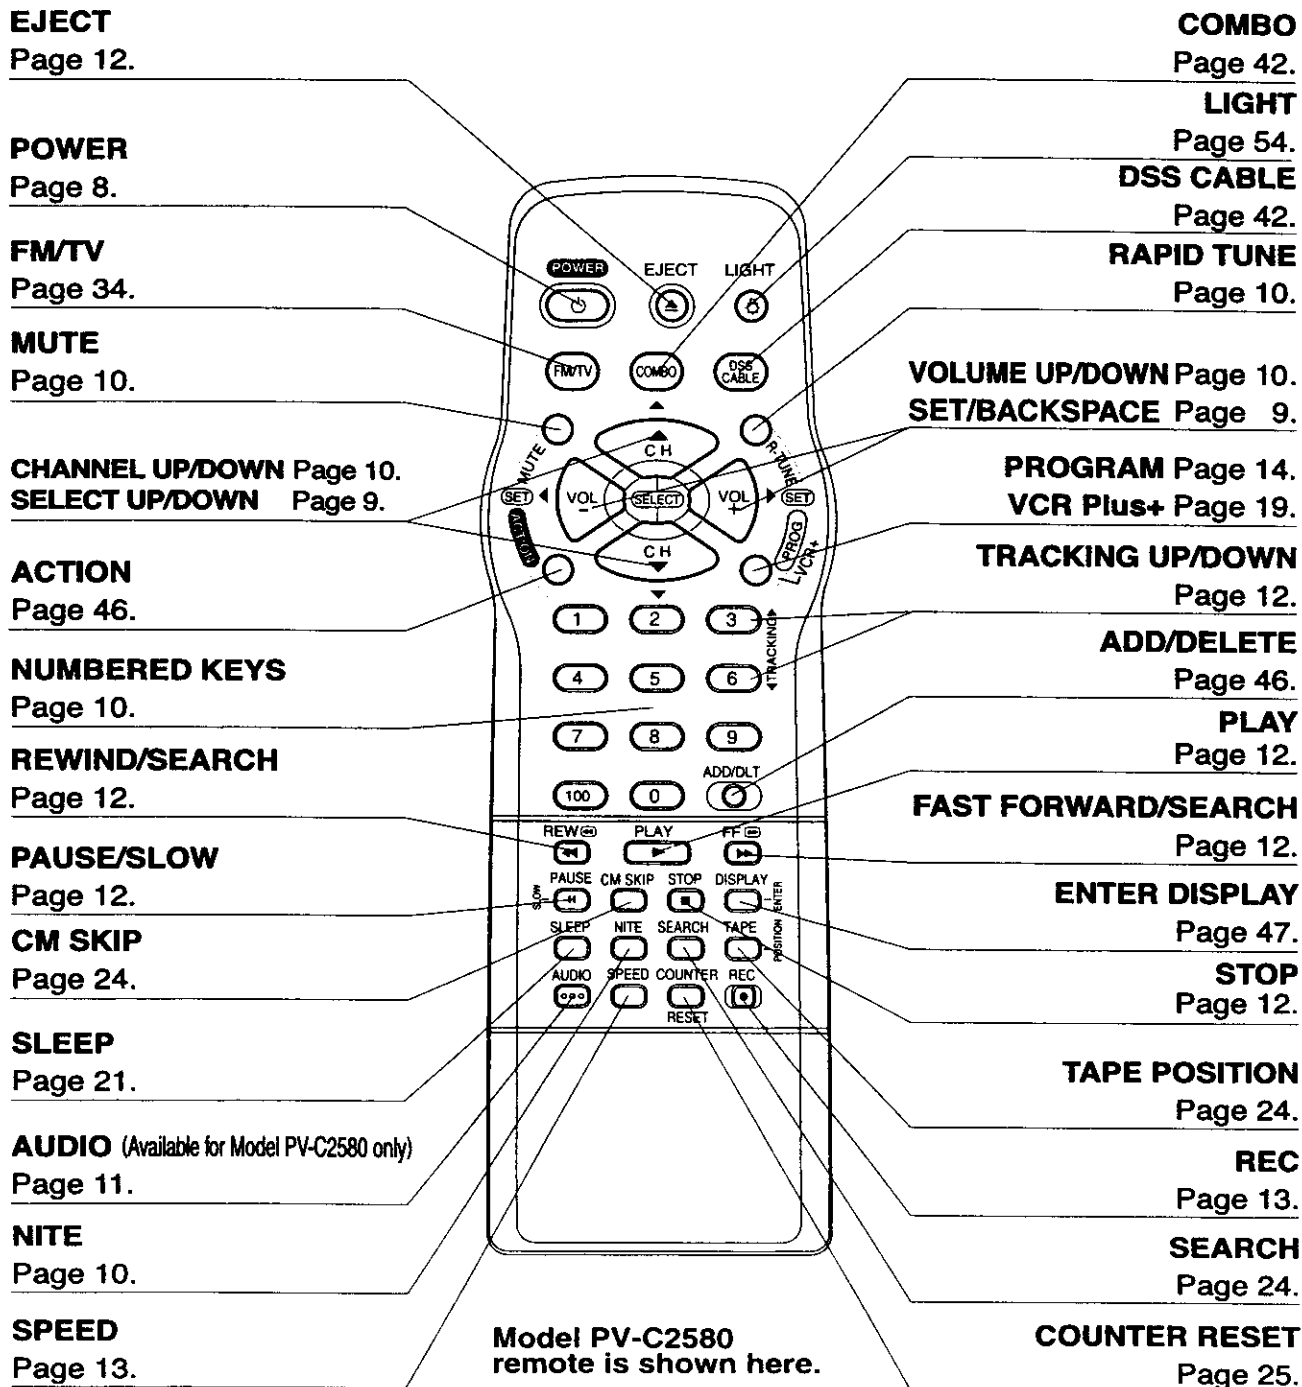 EJECT
Page 12.
POWER
Page 8.
FM/TV
Page 34.
MUTE
Page 10.
CHANNEL UP/DOWN Page 10.
SELECT UP/DOWN Page 9.
ACTION
Page 46.
NUMBERED KEYS
Page 10.
REWIND/SEARCH
Page 12.
PAUSE/SLOW
Page 12.
CM SKIP
Page 24.
SLEEP
Page 21.
AUDIO (Available for Model PV-C2580 only)
Page 11.
NITE
Page 10.
SPEED
Page 13.
POWER EJECT LIGHT
FM/TV COMBO DSS CABLE
MUTE R-TUNE
CH
SET VOL - SELECT VOL + SET
ACTION CH PROG VCR+
1 2 3
TRACKING
4 5 6
7 8 9
ADD/DLT
100 0
REW PLAY FF
PAUSE CM SKIP STOP DISPLAY
SLOW ENTER
SLEEP NITE SEARCH TAPE
POSITION
AUDIO SPEED COUNTER REC
RESET
Model PV-C2580
remote is shown here.
COMBO
Page 42.
LIGHT
Page 54.
DSS CABLE
Page 42.
RAPID TUNE
Page 10.
VOLUME UP/DOWN Page 10.
SET/BACKSPACE Page 9.
PROGRAM Page 14.
VCR Plus+ Page 19.
TRACKING UP/DOWN
Page 12.
ADD/DELETE
Page 46.
PLAY
Page 12.
FAST FORWARD/SEARCH
Page 12.
ENTER DISPLAY
Page 47.
STOP
Page 12.
TAPE POSITION
Page 24.
REC
Page 13.
SEARCH
Page 24.
COUNTER RESET
Page 25.